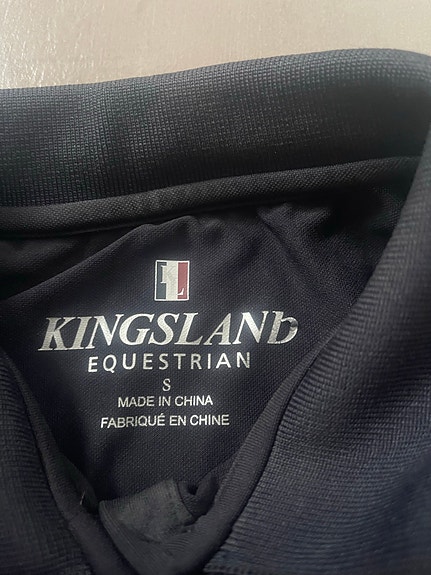 KINGSLAND
EQUESTRIAN
S
MADE IN CHINA
FABRIQUÉ EN CHINE